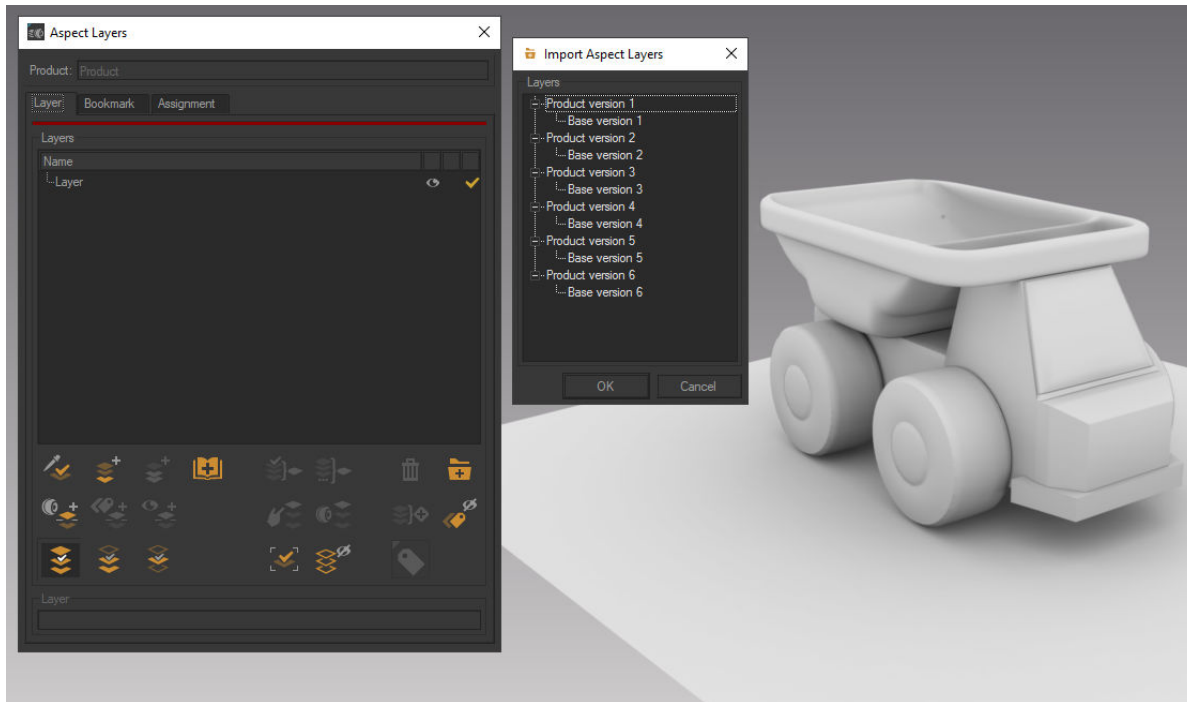 Aspect Layers
Product: Product
Layer Bookmark Assignment
Layers
Name
Layer
Layer
Import Aspect Layers
Layers
Product version 1
Base version 1
Product version 2
Base version 2
Product version 3
Base version 3
Product version 4
Base version 4
Product version 5
Base version 5
Product version 6
Base version 6
OK Cancel